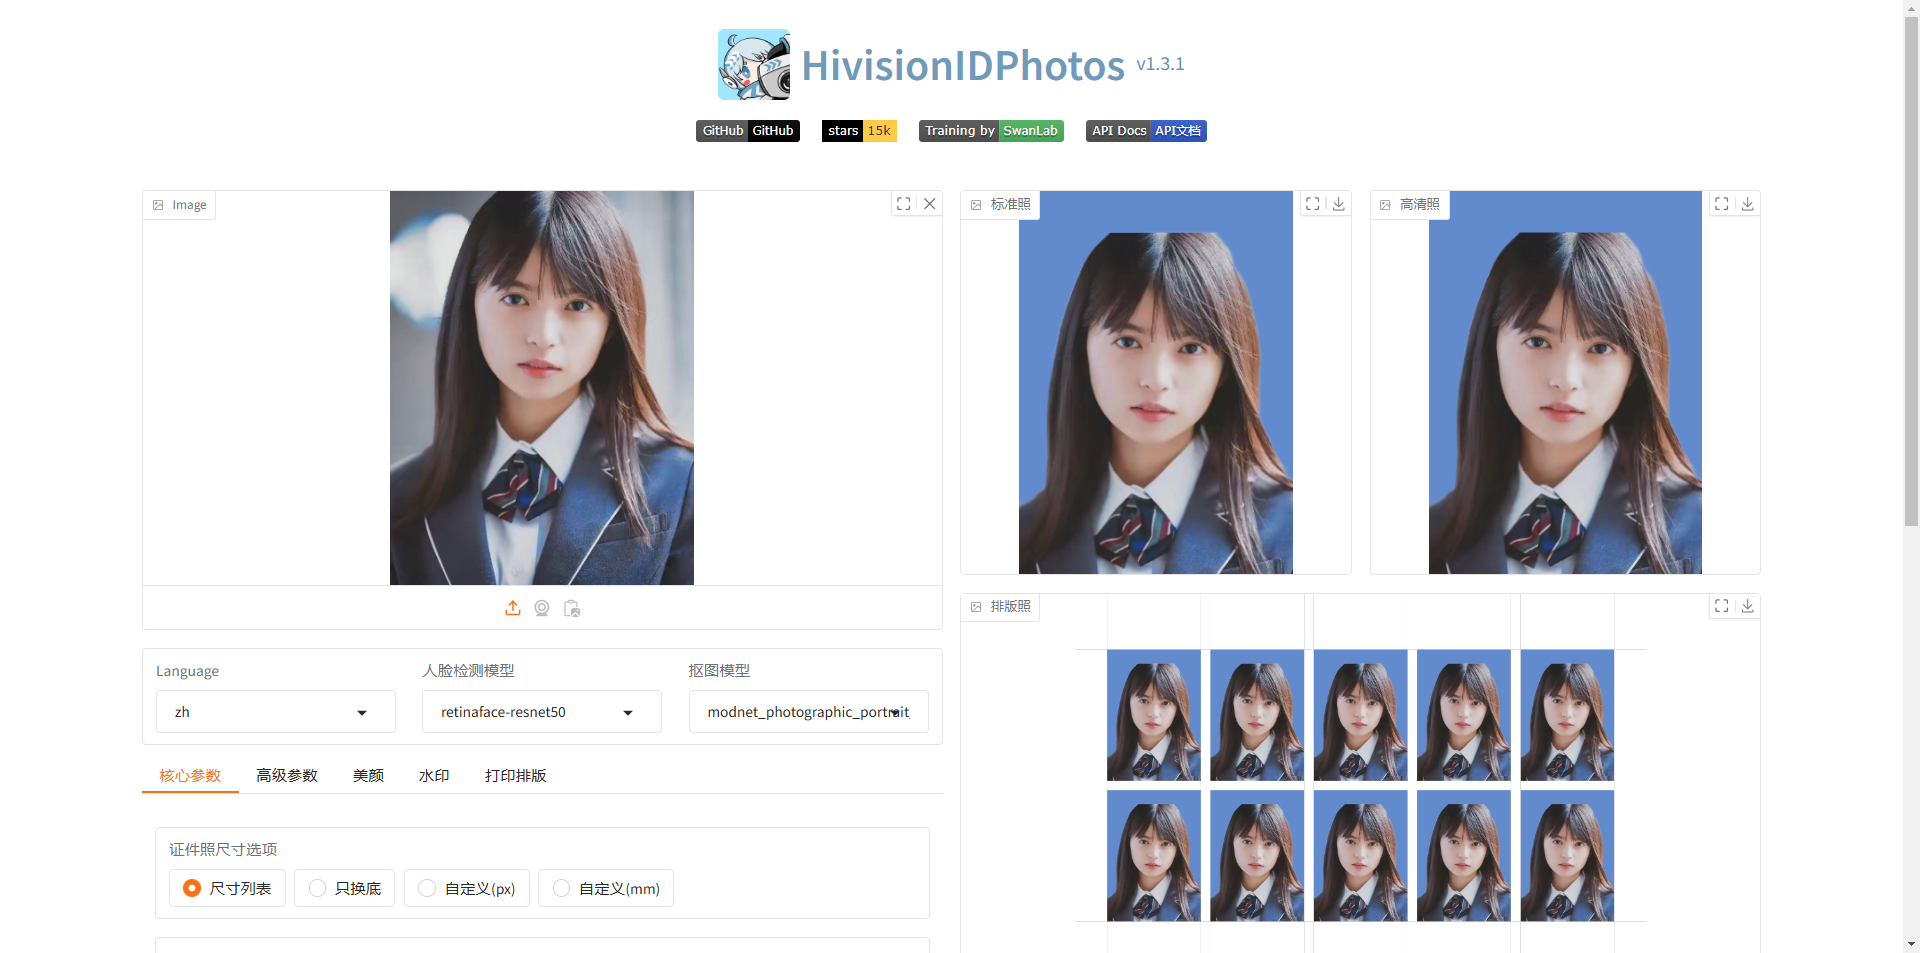 HivisionIDPhotos v1.3.1
GitHub GitHub stars 15k Training by SwanLab API Docs API文档
Image
标准照
高清照
排版照
Language 人脸检测模型 抠图模型
zh retinaface-resnet50 modnet_photographic_portrait
核心参数 高级参数 美颜 水印 打印排版
证件照尺寸选项
尺寸列表 只换底 自定义(px) 自定义(mm)